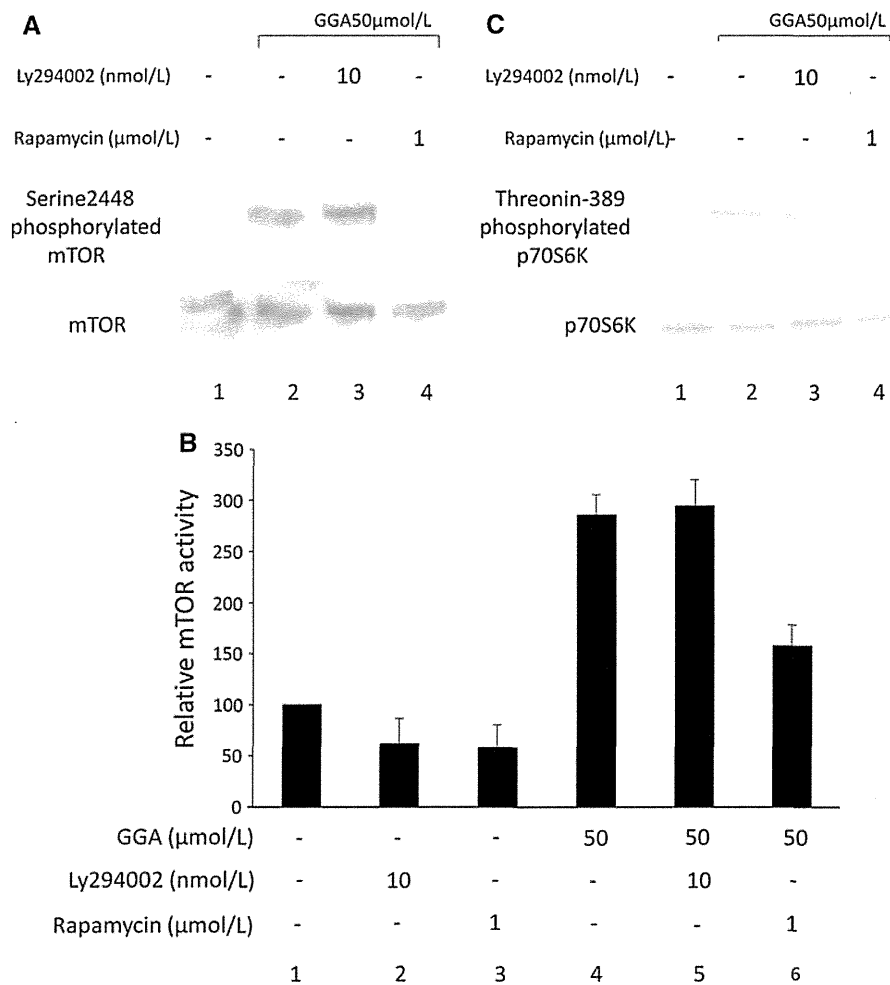 A
GGA50µmol/L
Ly294002 (nmol/L) - - 10 -
Rapamycin (µmol/L) - - - 1
Serine2448
phosphorylated
mTOR
mTOR
1 2 3 4
C
GGA50µmol/L
Ly294002 (nmol/L) - - 10 -
Rapamycin (µmol/L) - - - 1
Threonin-389
phosphorylated
p70S6K
p70S6K
1 2 3 4
B
Relative mTOR activity
350
300
250
200
150
100
50
0
GGA (µmol/L) - - - 50 50 50
Ly294002 (nmol/L) - 10 - - 10 -
Rapamycin (µmol/L) - - 1 - - 1
1 2 3 4 5 6